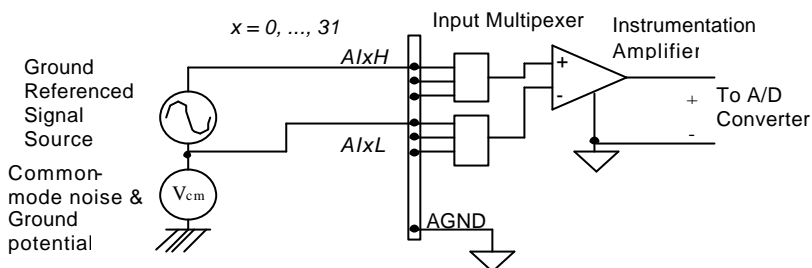 x = 0, ..., 31
Input Multipexer
Instrumentation
Amplifier
AIxH
Ground
Referenced
Signal
Source
+
-
To A/D
Converter
+
-
AIxL
Common-
mode noise &
Ground
potential
Vcm
AGND